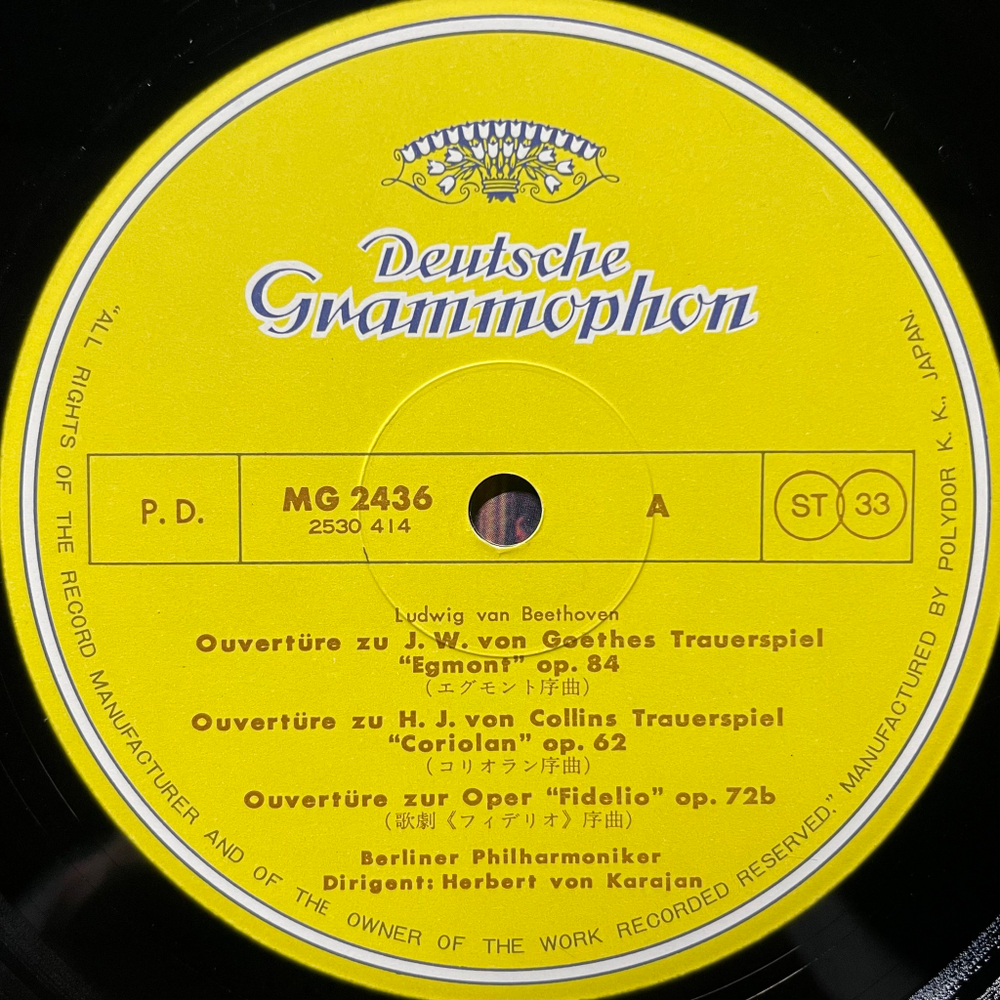 Deutsche
Grammophon
P. D.
MG 2436
2530 414
A
ST 33
Ludwig van Beethoven
Ouvertüre zu J. W. von Goethes Trauerspiel
“Egmont” op. 84
(エグモント序曲)
Ouvertüre zu H. J. von Collins Trauerspiel
“Coriolan” op. 62
(コリオラン序曲)
Ouvertüre zur Oper “Fidelio” op. 72b
(歌劇《フィデリオ》序曲)
Berliner Philharmoniker
Dirigent: Herbert von Karajan
“ALL RIGHTS OF THE RECORD MANUFACTURER AND OF THE OWNER OF THE WORK RECORDED RESERVED.” MANUFACTURED BY POLYDOR K. K., JAPAN.